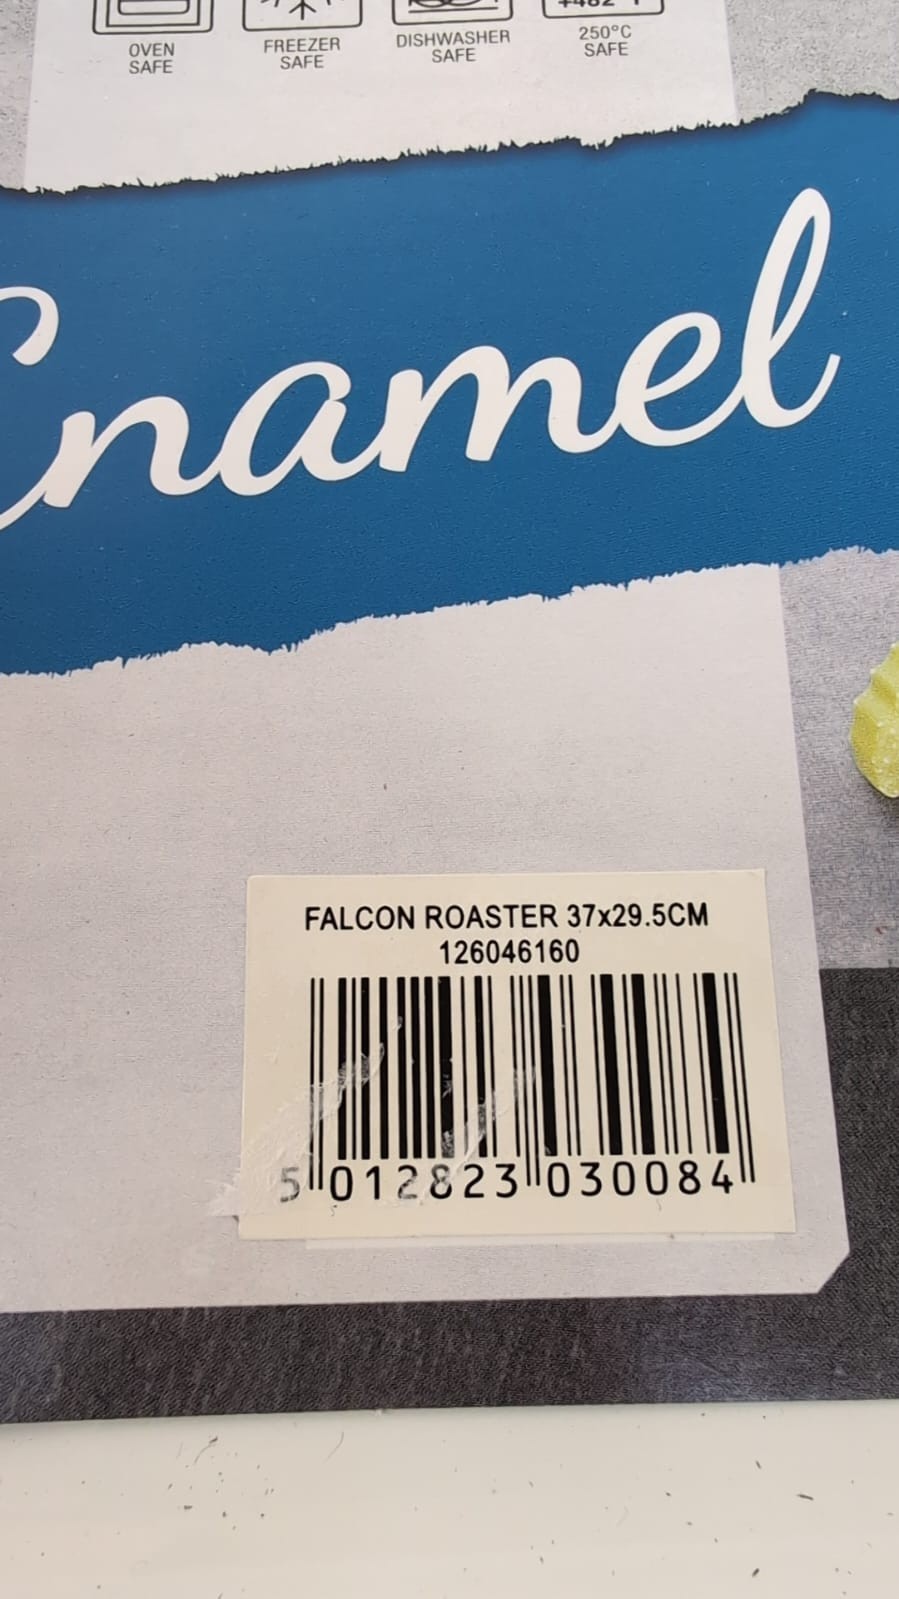 OVEN
SAFE
FREEZER
SAFE
DISHWASHER
SAFE
250°C
SAFE
Enamel
FALCON ROASTER 37x29.5CM
126046160
5 012823 030084